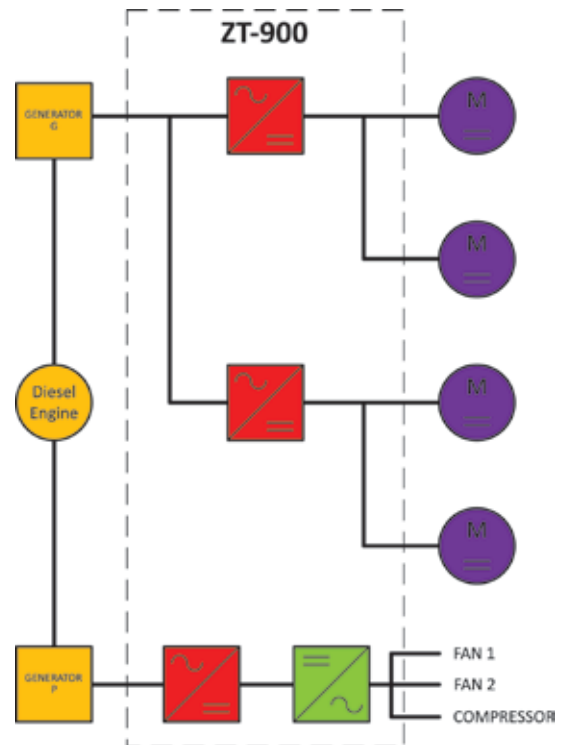 ZT-900
GENERATOR
G
M
M
Diesel
Engine
M
M
GENERATOR
P
FAN 1
FAN 2
COMPRESSOR